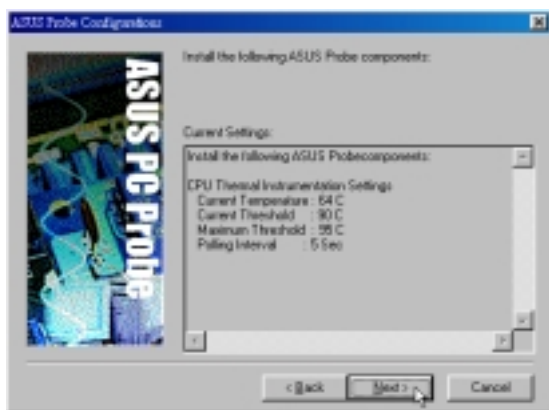 ASUS Probe Configurations
ASUS PC Probe
Install the following ASUS Probe components:
Current Settings:
Install the following ASUS Probecomponents:
CPU Thermal Instrumentation Settings
Current Temperature : 64 C
Current Threshold : 90 C
Maximum Threshold : 95 C
Polling Interval : 5 Sec
< Back
Next >
Cancel